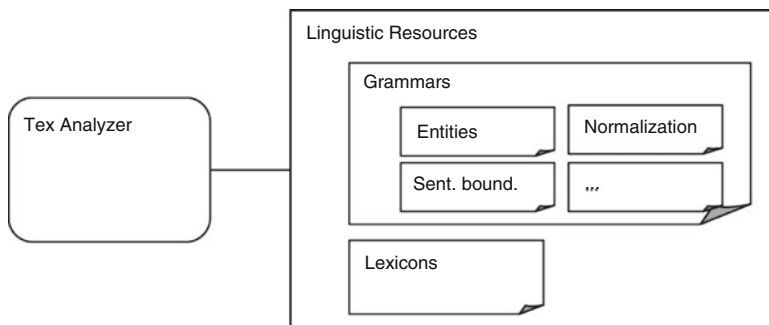 Linguistic Resources
Grammars
Tex Analyzer
Entities
Normalization
Sent. bound.
,,,
Lexicons